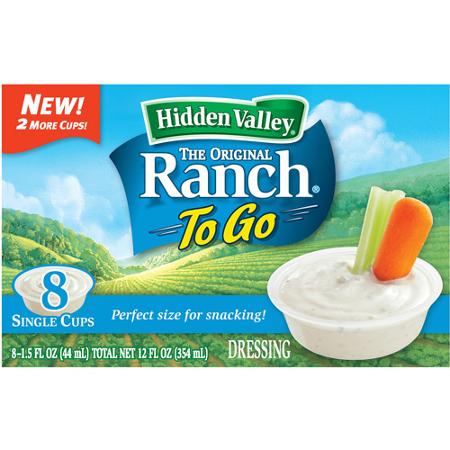 NEW!
2 MORE CUPS!
Hidden Valley®
THE ORIGINAL
Ranch®
To Go
8
SINGLE CUPS
Perfect size for snacking!
8–1.5 FL OZ (44 mL) TOTAL NET 12 FL OZ (354 mL)
DRESSING